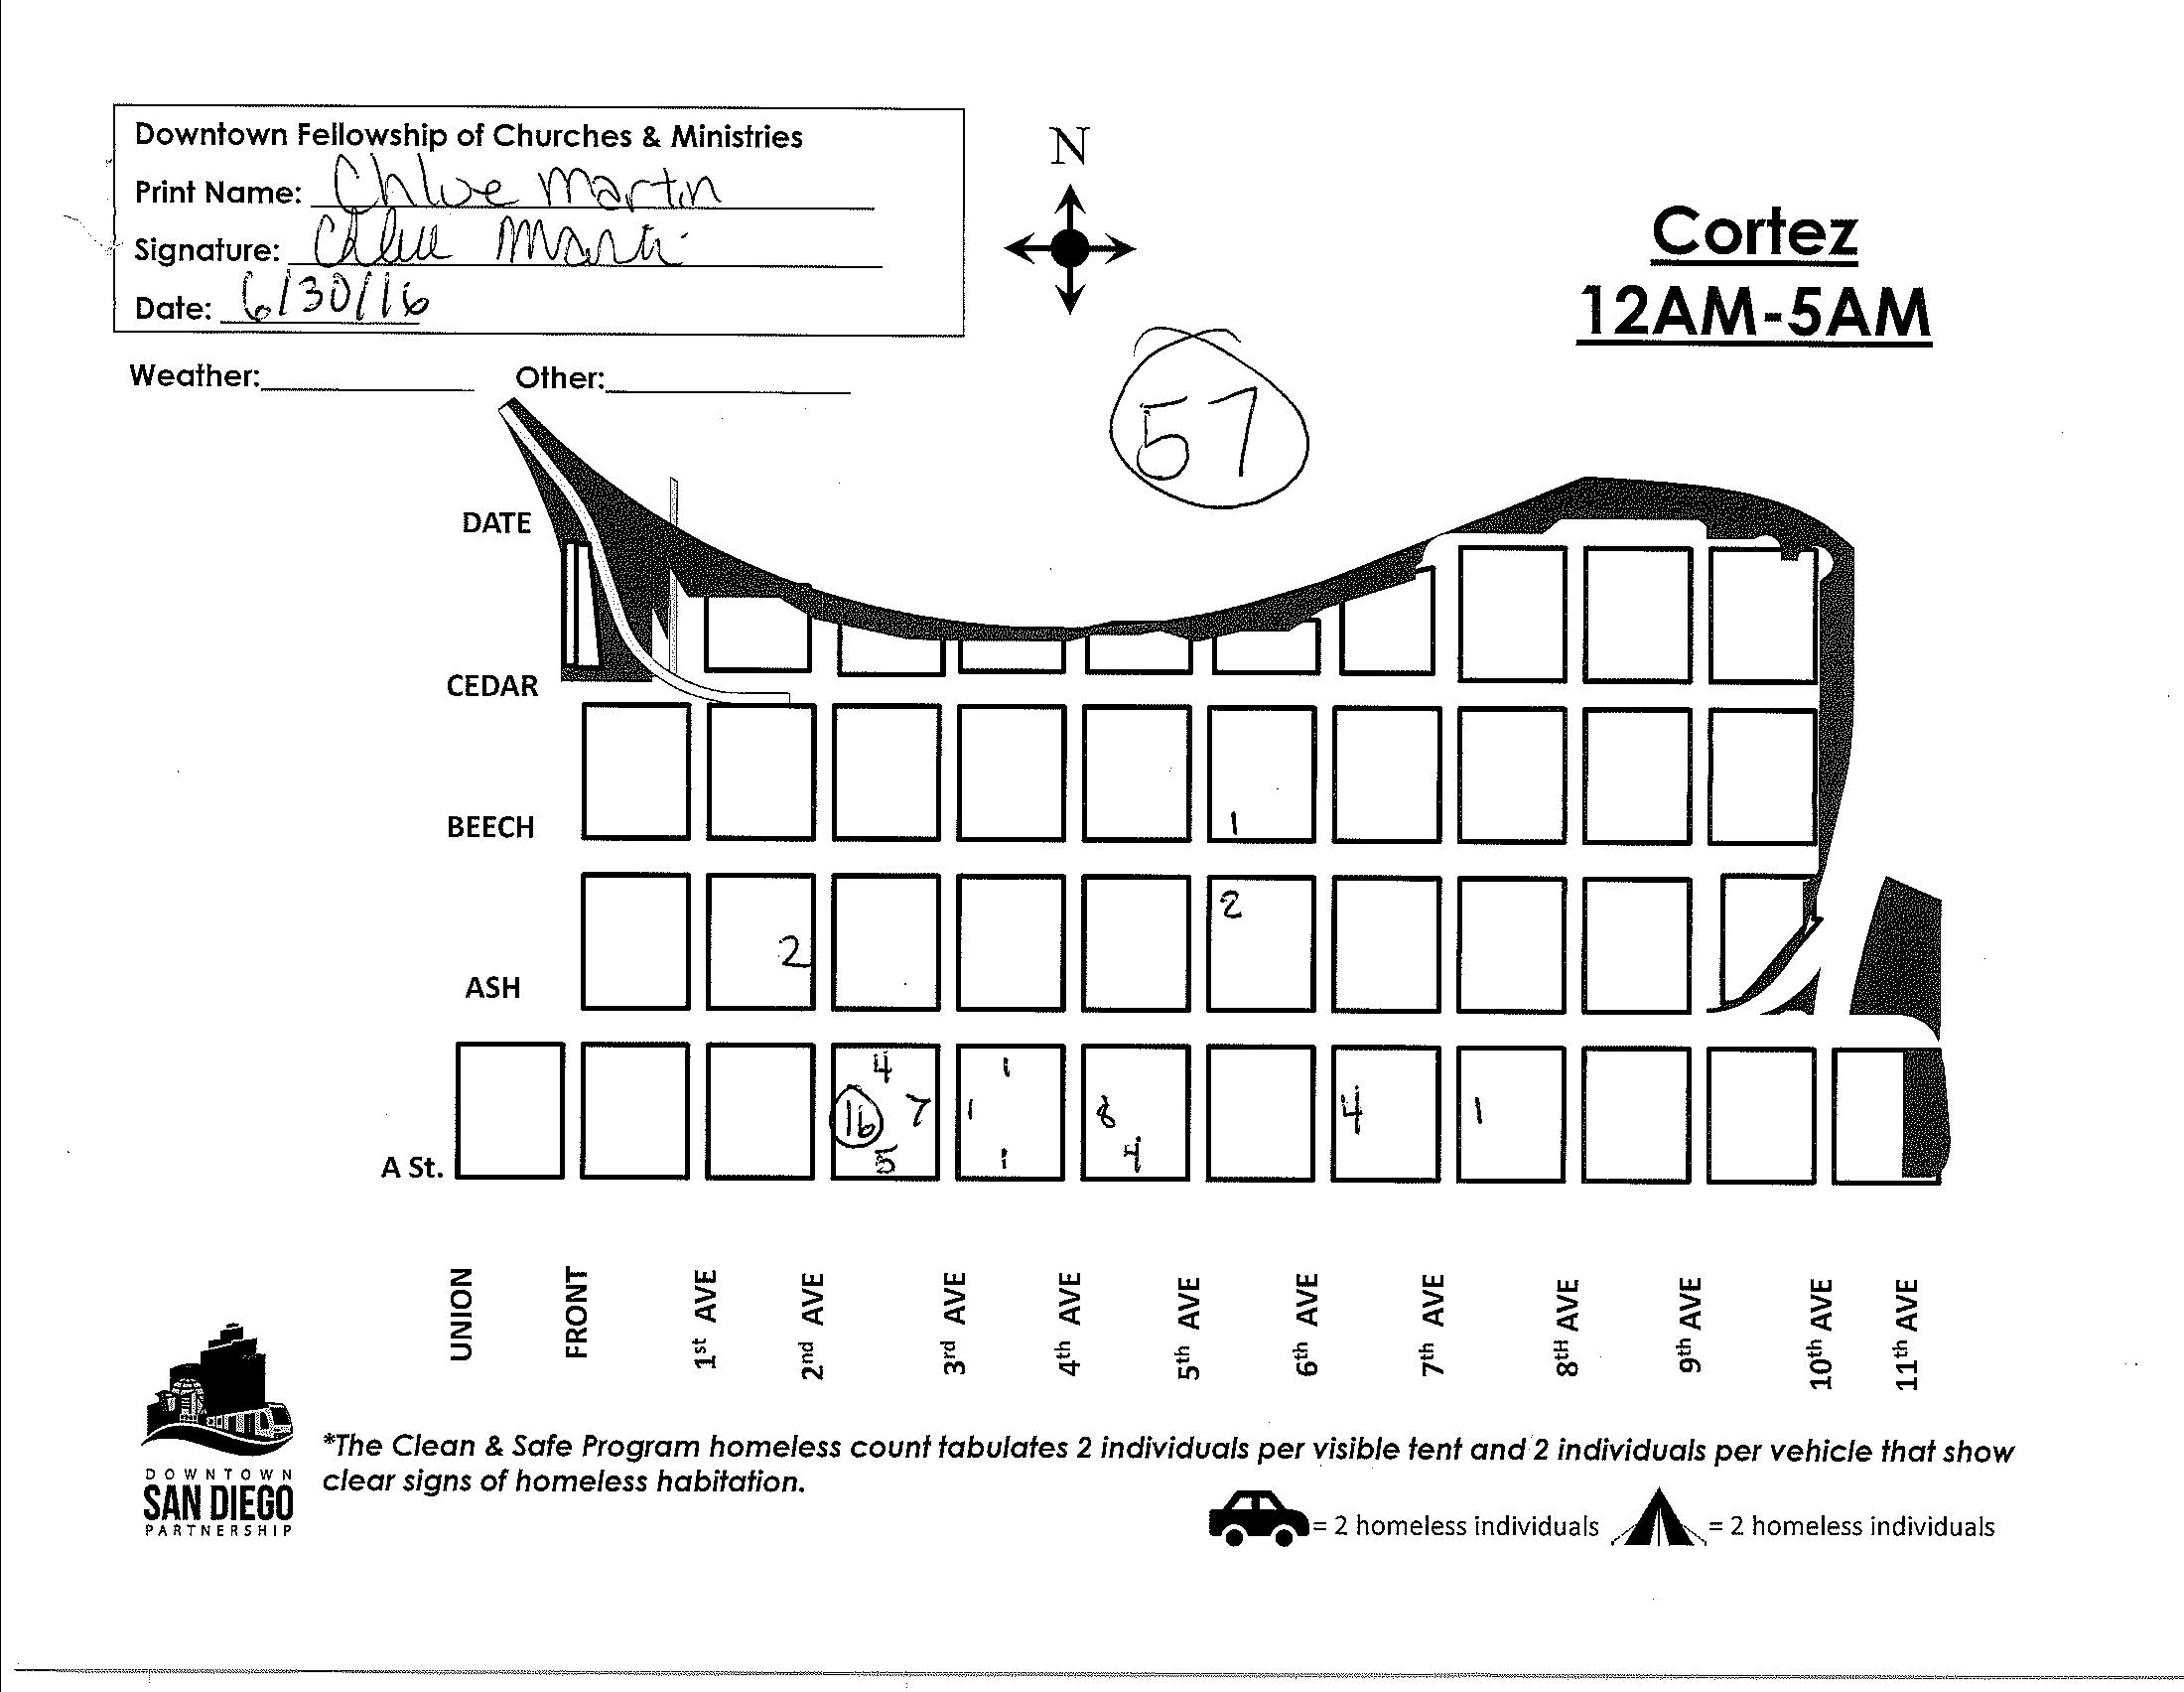 Downtown Fellowship of Churches & Ministries
Print Name: Chloe Martin
Signature: Chloe Martin
Date: 6/30/16
N
Cortez
12AM-5AM
Weather: Other:
57
DATE
CEDAR
BEECH
1
2
2
ASH
4 1
16 7 1 8 4 1
5 1 4
A St.
UNION
FRONT
1st AVE
2nd AVE
3rd AVE
4th AVE
5th AVE
6th AVE
7th AVE
8TH AVE
9th AVE
10th AVE
11th AVE
*The Clean & Safe Program homeless count tabulates 2 individuals per visible tent and 2 individuals per vehicle that show
clear signs of homeless habitation.
DOWNTOWN
SAN DIEGO
PARTNERSHIP
= 2 homeless individuals = 2 homeless individuals